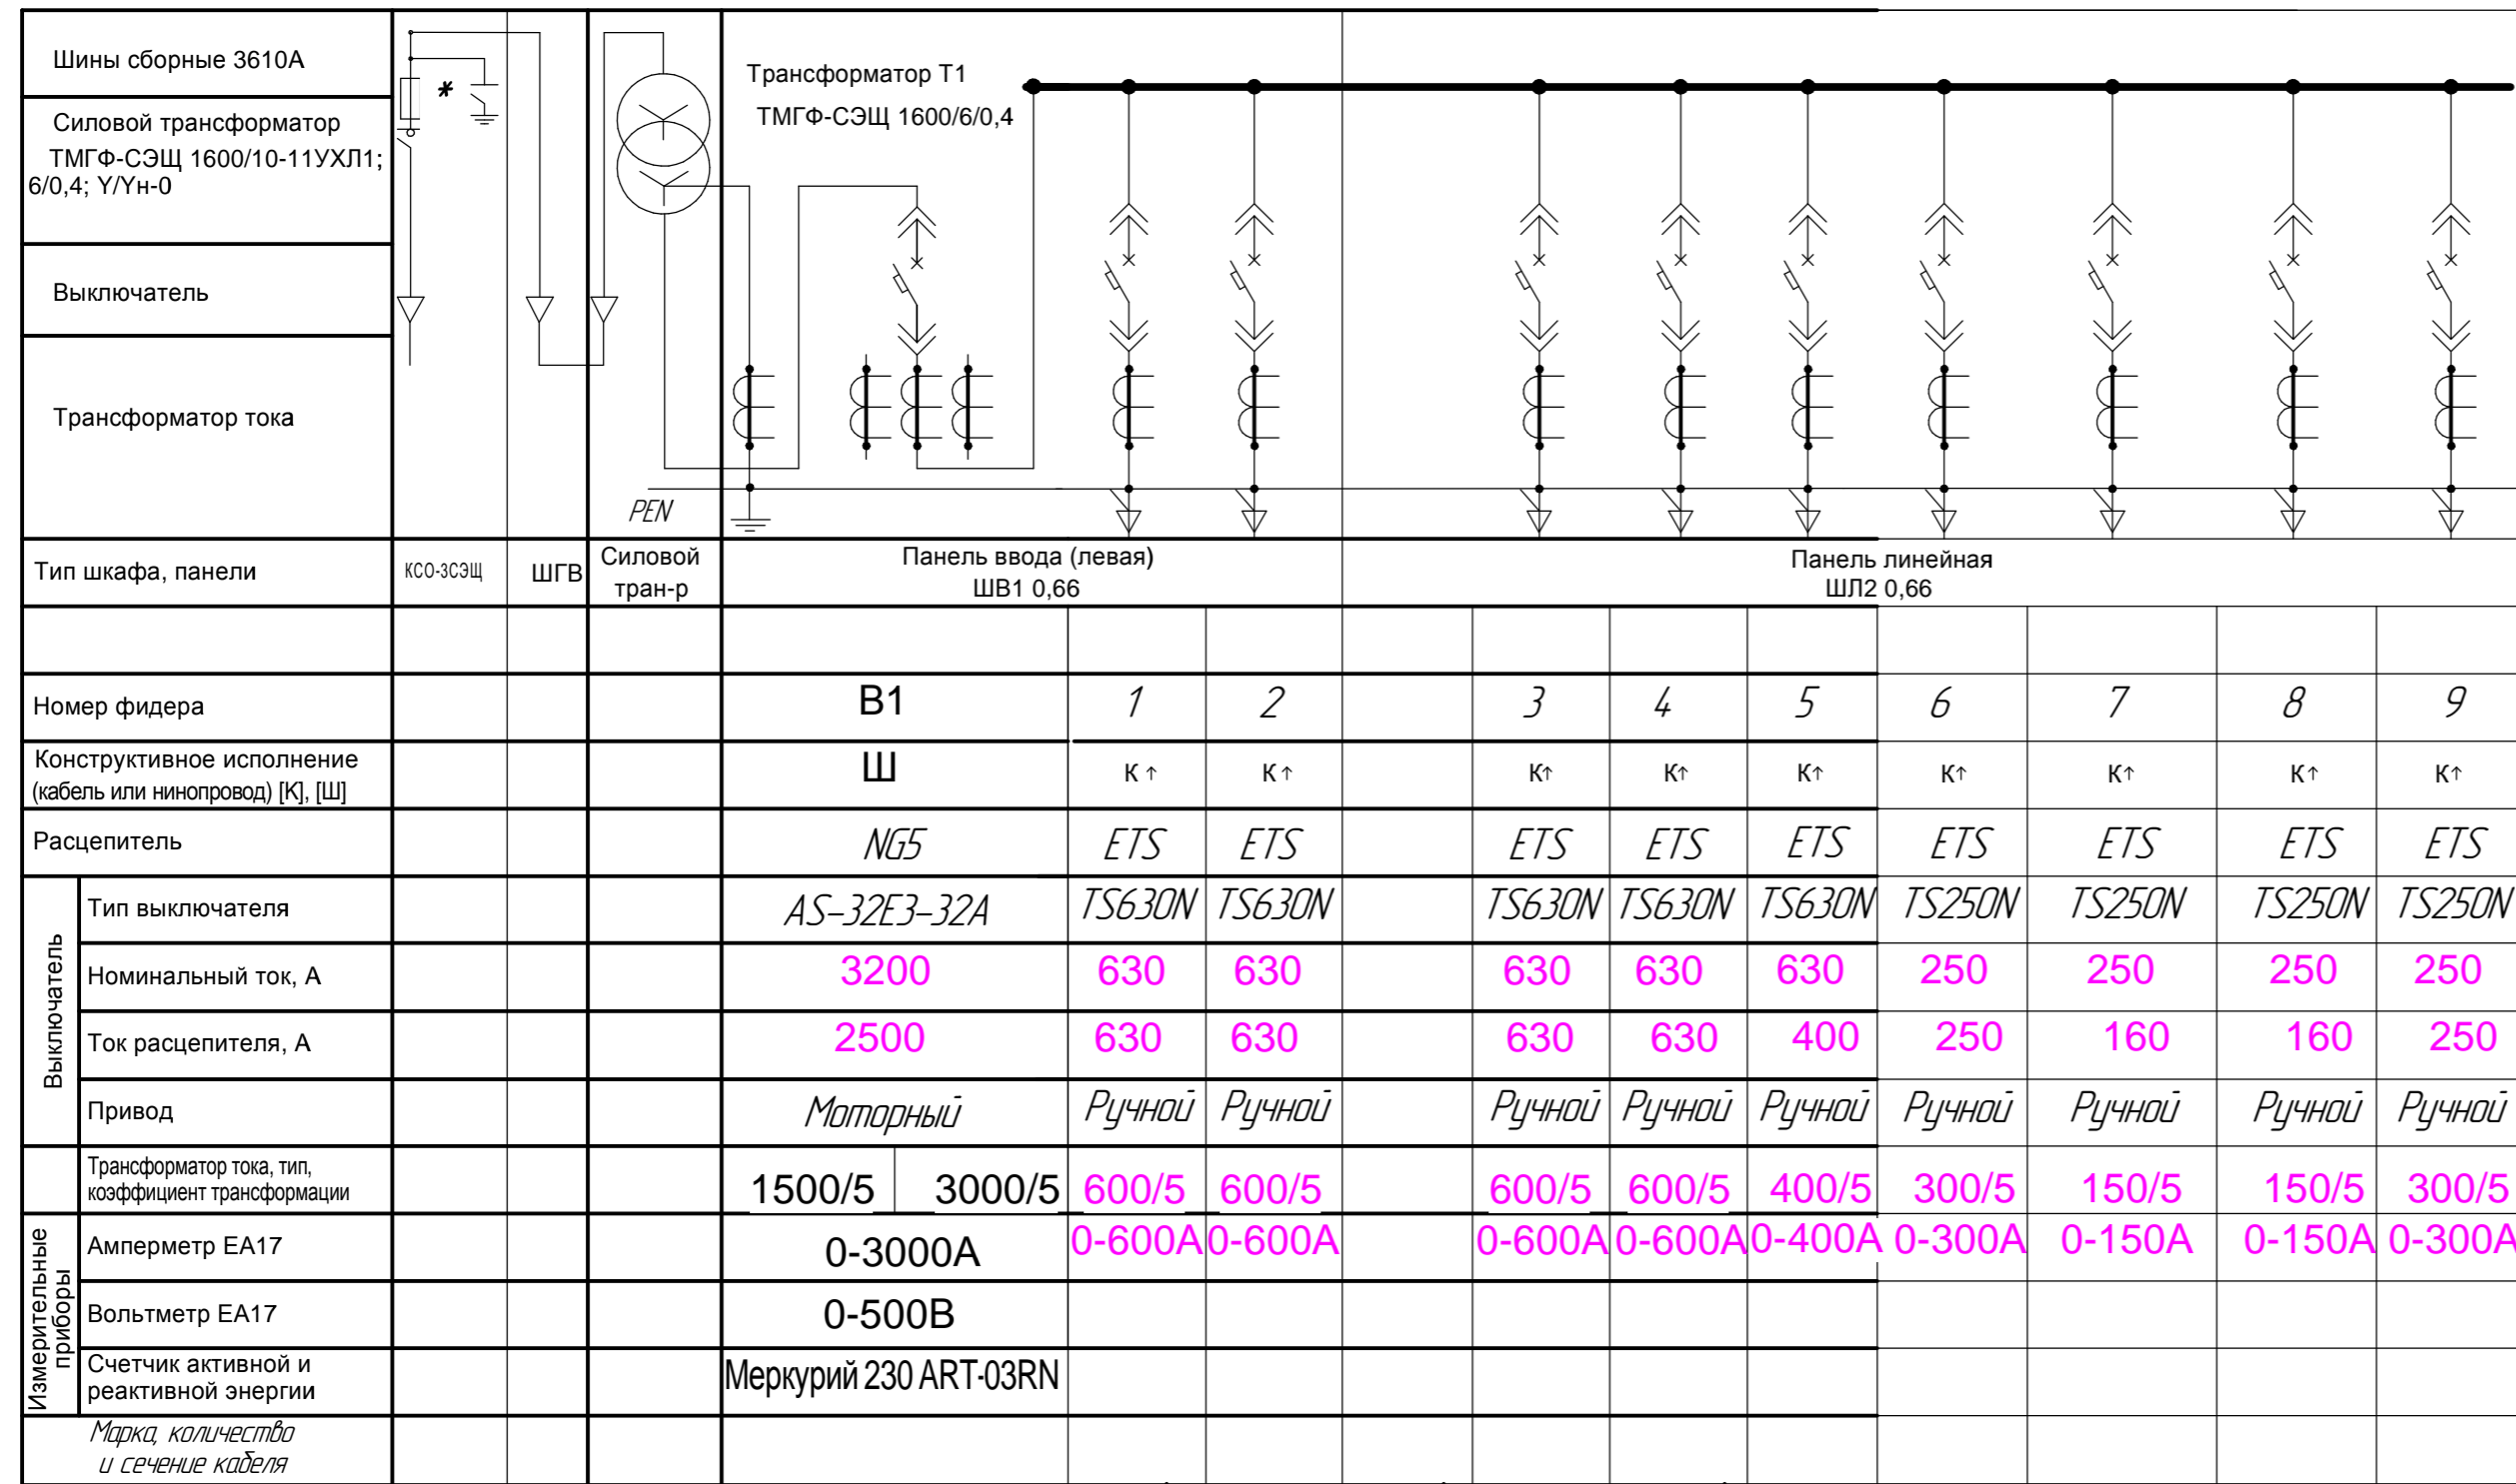 Шины сборные 3610А
Силовой трансформатор
ТМГФ-СЭЩ 1600/10-11УХЛ1;
6/0,4; Y/Yн-0
Выключатель
Трансформатор тока
*
Трансформатор Т1
ТМГФ-СЭЩ 1600/6/0,4
PEN
Тип шкафа, панели КСО-3СЭЩ ШГВ Силовой тран-р Панель ввода (левая) ШВ1 0,66 Панель линейная ШЛ2 0,66
Номер фидера В1 1 2 3 4 5 6 7 8 9
Конструктивное исполнение
(кабель или нинопровод) [К], [Ш] Ш К↑ К↑ К↑ К↑ К↑ К↑ К↑ К↑ К↑
Расцепитель NG5 ETS ETS ETS ETS ETS ETS ETS ETS ETS
Выключатель
Тип выключателя AS-32E3-32A TS630N TS630N TS630N TS630N TS630N TS250N TS250N TS250N TS250N
Номинальный ток, А 3200 630 630 630 630 630 250 250 250 250
Ток расцепителя, А 2500 630 630 630 630 400 250 160 160 250
Привод Моторный Ручной Ручной Ручной Ручной Ручной Ручной Ручной Ручной Ручной
Трансформатор тока, тип,
коэффициент трансформации 1500/5 3000/5 600/5 600/5 600/5 600/5 400/5 300/5 150/5 150/5 300/5
Измерительные
приборы
Амперметр ЕА17 0-3000А 0-600А 0-600А 0-600А 0-600А 0-400А 0-300А 0-150А 0-150А 0-300А
Вольтметр ЕА17 0-500В
Счетчик активной и
реактивной энергии Меркурий 230 ART-03RN
Марка, количество
и сечение кабеля